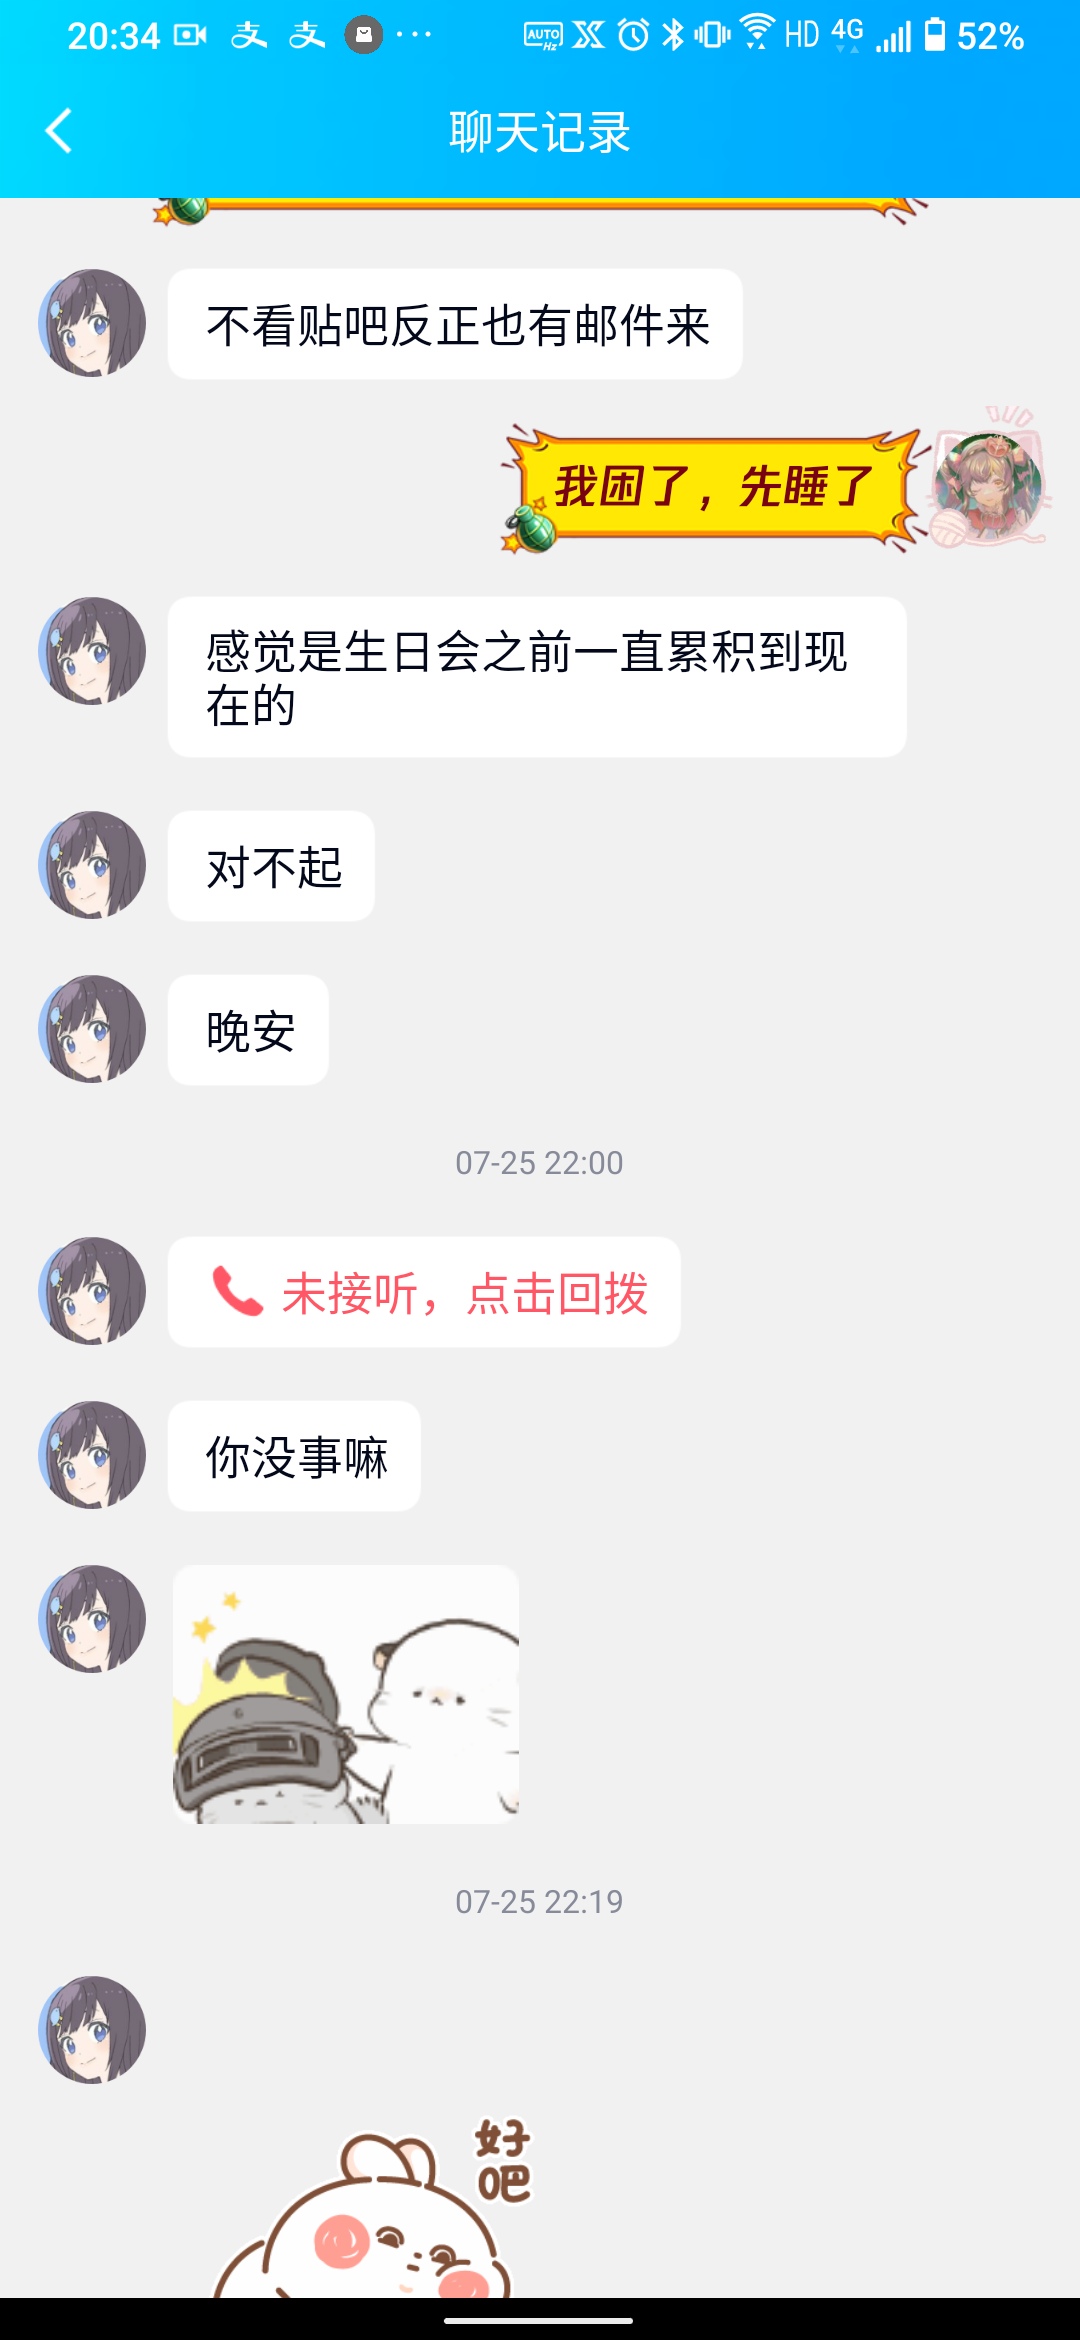 20:34
AUTO
Hz
HD 4G
52%
聊天记录
不看贴吧反正也有邮件来
我困了，先睡了
感觉是生日会之前一直累积到现
在的
对不起
晚安
07-25 22:00
未接听，点击回拨
你没事嘛
07-25 22:19
好
吧